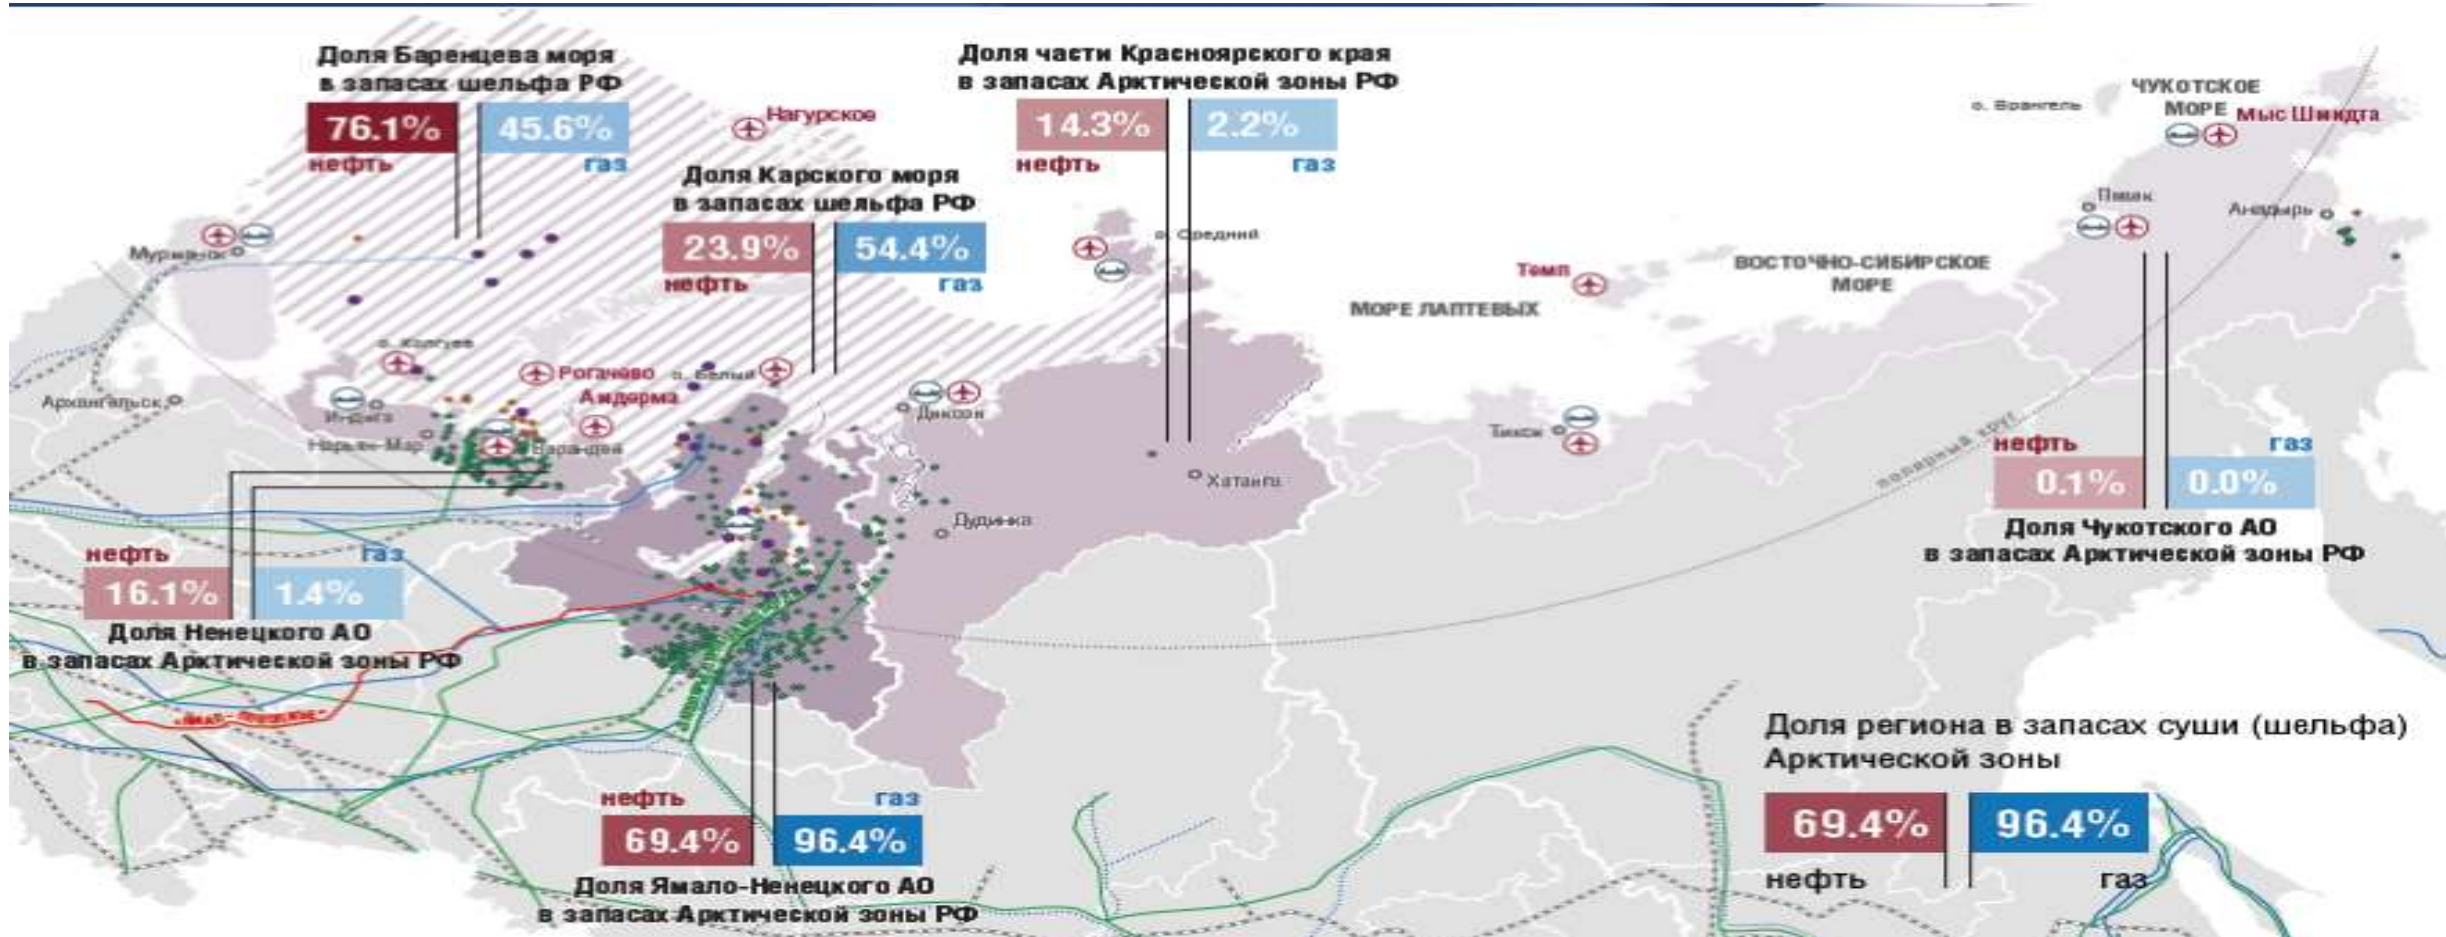 Доля Баренцева моря
в запасах шельфа РФ
76.1%
45.6%
нефть
газ
Доля части Красноярского края
в запасах Арктической зоны РФ
14.3%
2.2%
нефть
газ
Нагурское
Доля Карского моря
в запасах шельфа РФ
23.9%
54.4%
нефть
газ
о. Врангель
ЧУКОТСКОЕ
МОРЕ
Мыс Шмидта
Певек
Анадырь
Мурманск
о. Средний
ВОСТОЧНО-СИБИРСКОЕ
МОРЕ
Темп
МОРЕ ЛАПТЕВЫХ
о. Колгуев
Рогачёво
о. Белый
Амдерма
Архангельск
Индига
Диксон
Нарьян-Мар
Варандей
Тикси
полярный круг
Хатанга
Дудинка
нефть
газ
0.1%
0.0%
Доля Чукотского АО
в запасах Арктической зоны РФ
нефть
газ
16.1%
1.4%
Доля Ненецкого АО
в запасах Арктической зоны РФ
нефть
газ
69.4%
96.4%
Доля Ямало-Ненецкого АО
в запасах Арктической зоны РФ
Доля региона в запасах суши (шельфа)
Арктической зоны
69.4%
96.4%
нефть
газ